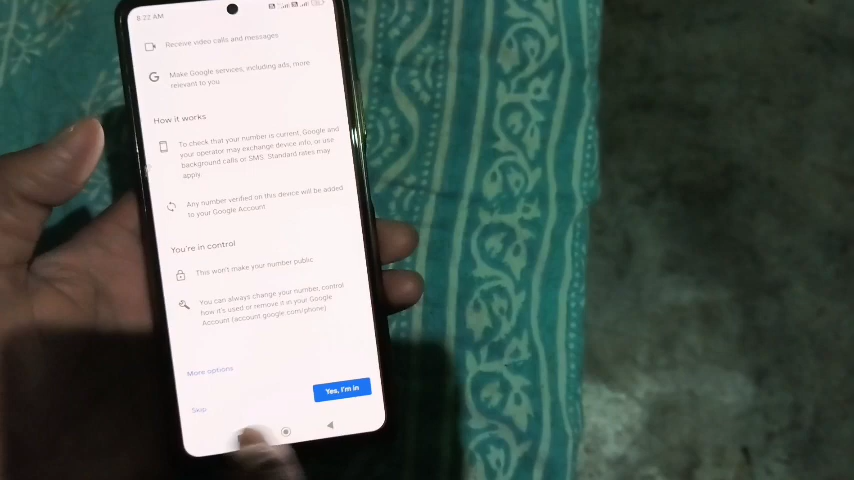 8:22 AM
Receive video calls and messages
Make Google services, including ads, more
relevant to you
How it works
To check that your number is current, Google and
your operator may exchange device info, or use
background calls or SMS. Standard rates may
apply.
Any number verified on this device will be added
to your Google Account
You're in control
This won't make your number public
You can always change your number, control
how it's used or remove it in your Google
Account (account.google.com/phone)
More options
Yes, I'm in
Skip